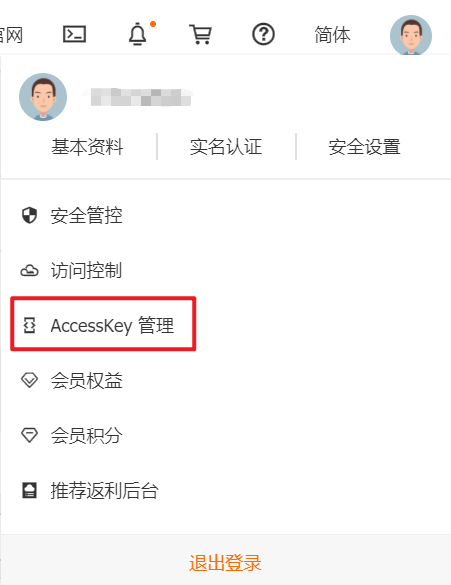 官网 简体
基本资料 实名认证 安全设置
安全管控
访问控制
AccessKey 管理
会员权益
会员积分
推荐返利后台
退出登录